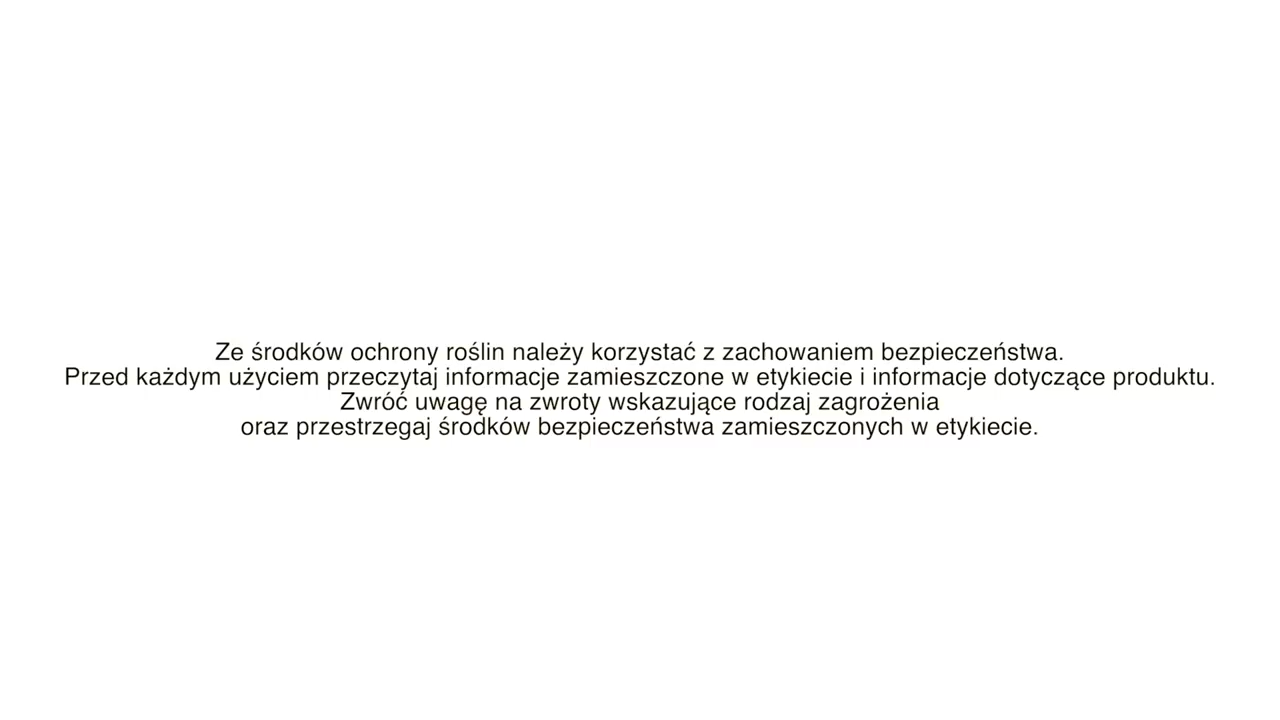 Ze środków ochrony roślin należy korzystać z zachowaniem bezpieczeństwa.
Przed każdym użyciem przeczytaj informacje zamieszczone w etykiecie i informacje dotyczące produktu.
Zwróć uwagę na zwroty wskazujące rodzaj zagrożenia
oraz przestrzegaj środków bezpieczeństwa zamieszczonych w etykiecie.